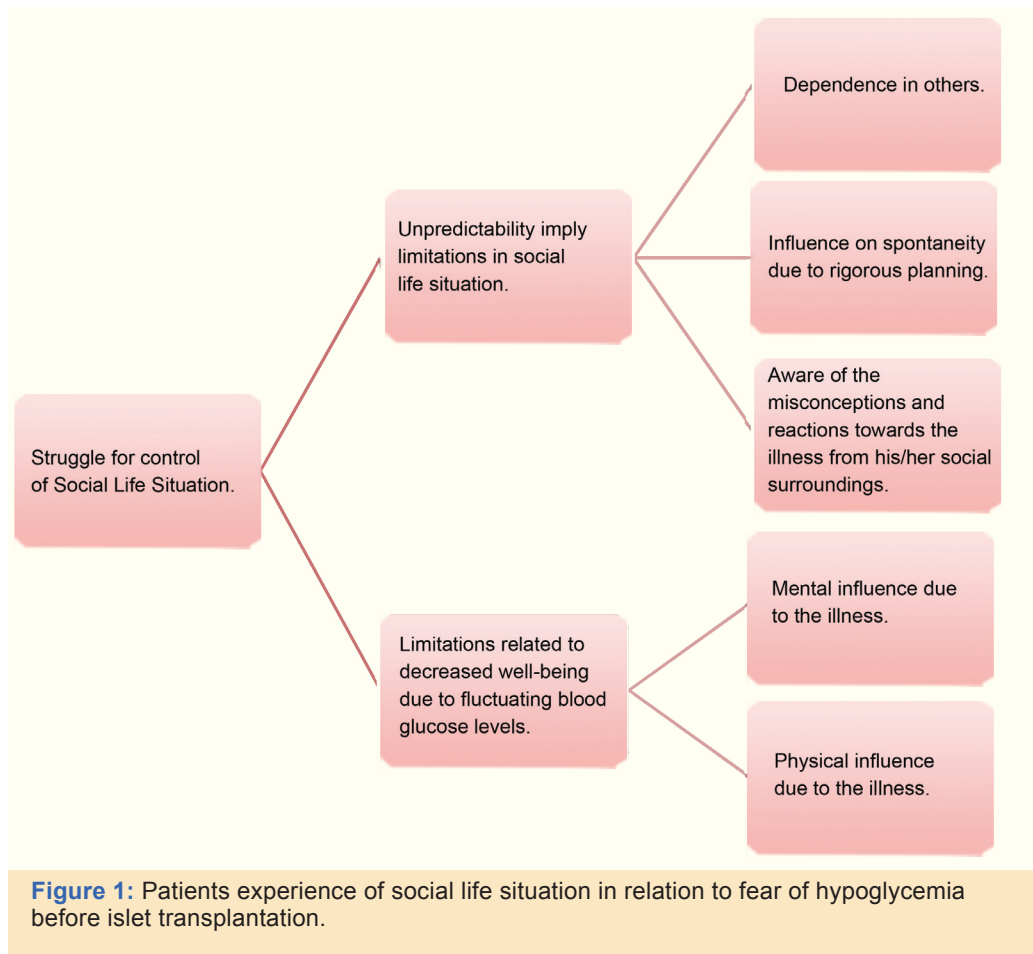 Struggle for control
of Social Life Situation.
Unpredictability imply
limitations in social
life situation.
Dependence in others.
Influence on spontaneity
due to rigorous planning.
Aware of the
misconceptions and
reactions towards the
illness from his/her social
surroundings.
Limitations related to
decreased well-being
due to fluctuating blood
glucose levels.
Mental influence due
to the illness.
Physical influence
due to the illness.
Figure 1: Patients experience of social life situation in relation to fear of hypoglycemia
before islet transplantation.